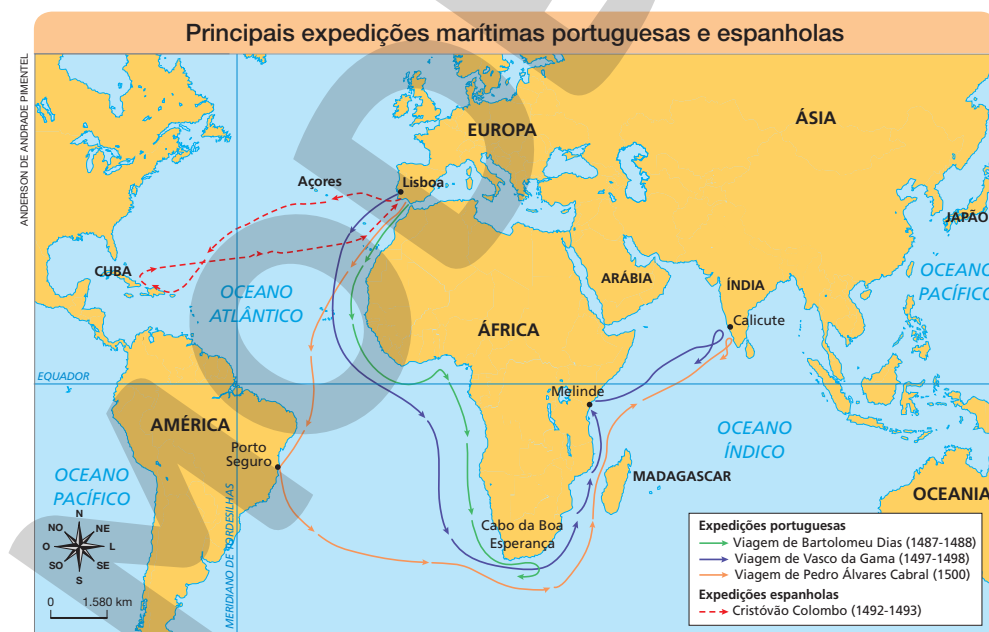 Principais expedições marítimas portuguesas e espanholas
ANDERSON DE ANDRADE PIMENTEL
EUROPA
ÁSIA
Açores
Lisboa
JAPÃO
CUBA
ARÁBIA
ÍNDIA
OCEANO
PACÍFICO
OCEANO
ATLÂNTICO
Calicute
ÁFRICA
EQUADOR
Melinde
AMÉRICA
OCEANO
ÍNDICO
Porto
Seguro
OCEANO
PACÍFICO
MADAGASCAR
OCEANIA
MERIDIANO DE TORDESILHAS
Cabo da Boa
Esperança
N
NO NE
O L
SO SE
S
0 1.580 km
Expedições portuguesas
Viagem de Bartolomeu Dias (1487-1488)
Viagem de Vasco da Gama (1497-1498)
Viagem de Pedro Álvares Cabral (1500)
Expedições espanholas
Cristóvão Colombo (1492-1493)